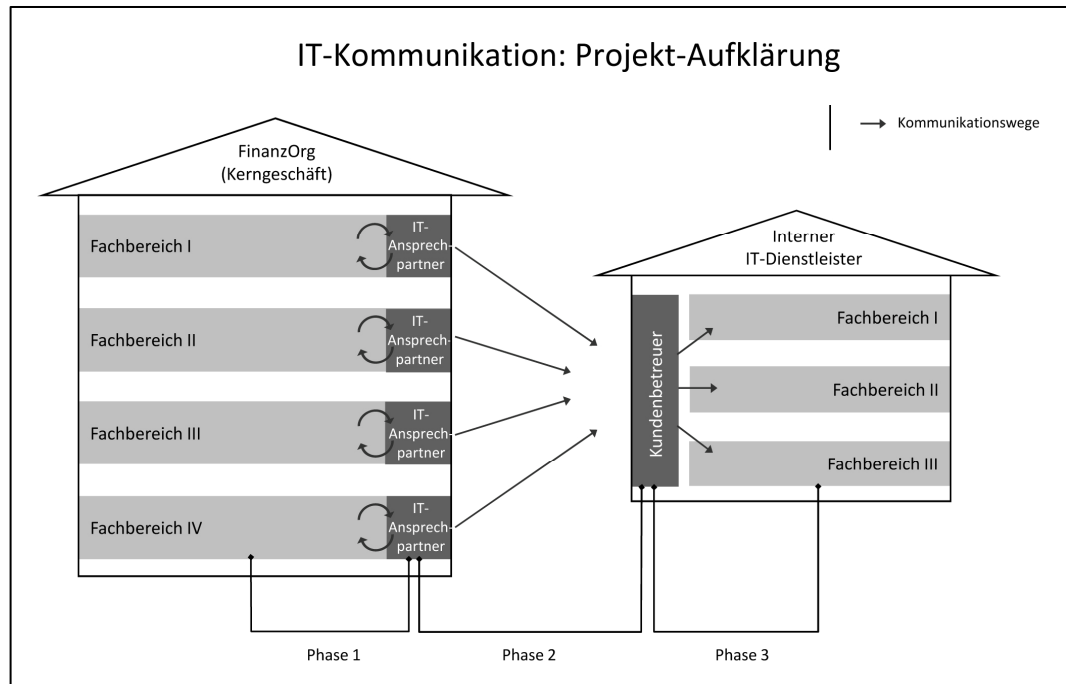 IT-Kommunikation: Projekt-Aufklärung
Kommunikationswege
FinanzOrg
(Kerngeschäft)
Fachbereich I
IT-
Ansprech-
partner
Fachbereich II
IT-
Ansprech-
partner
Fachbereich III
IT-
Ansprech-
partner
Fachbereich IV
IT-
Ansprech-
partner
Interner
IT-Dienstleister
Kundenbetreuer
Fachbereich I
Fachbereich II
Fachbereich III
Phase 1
Phase 2
Phase 3